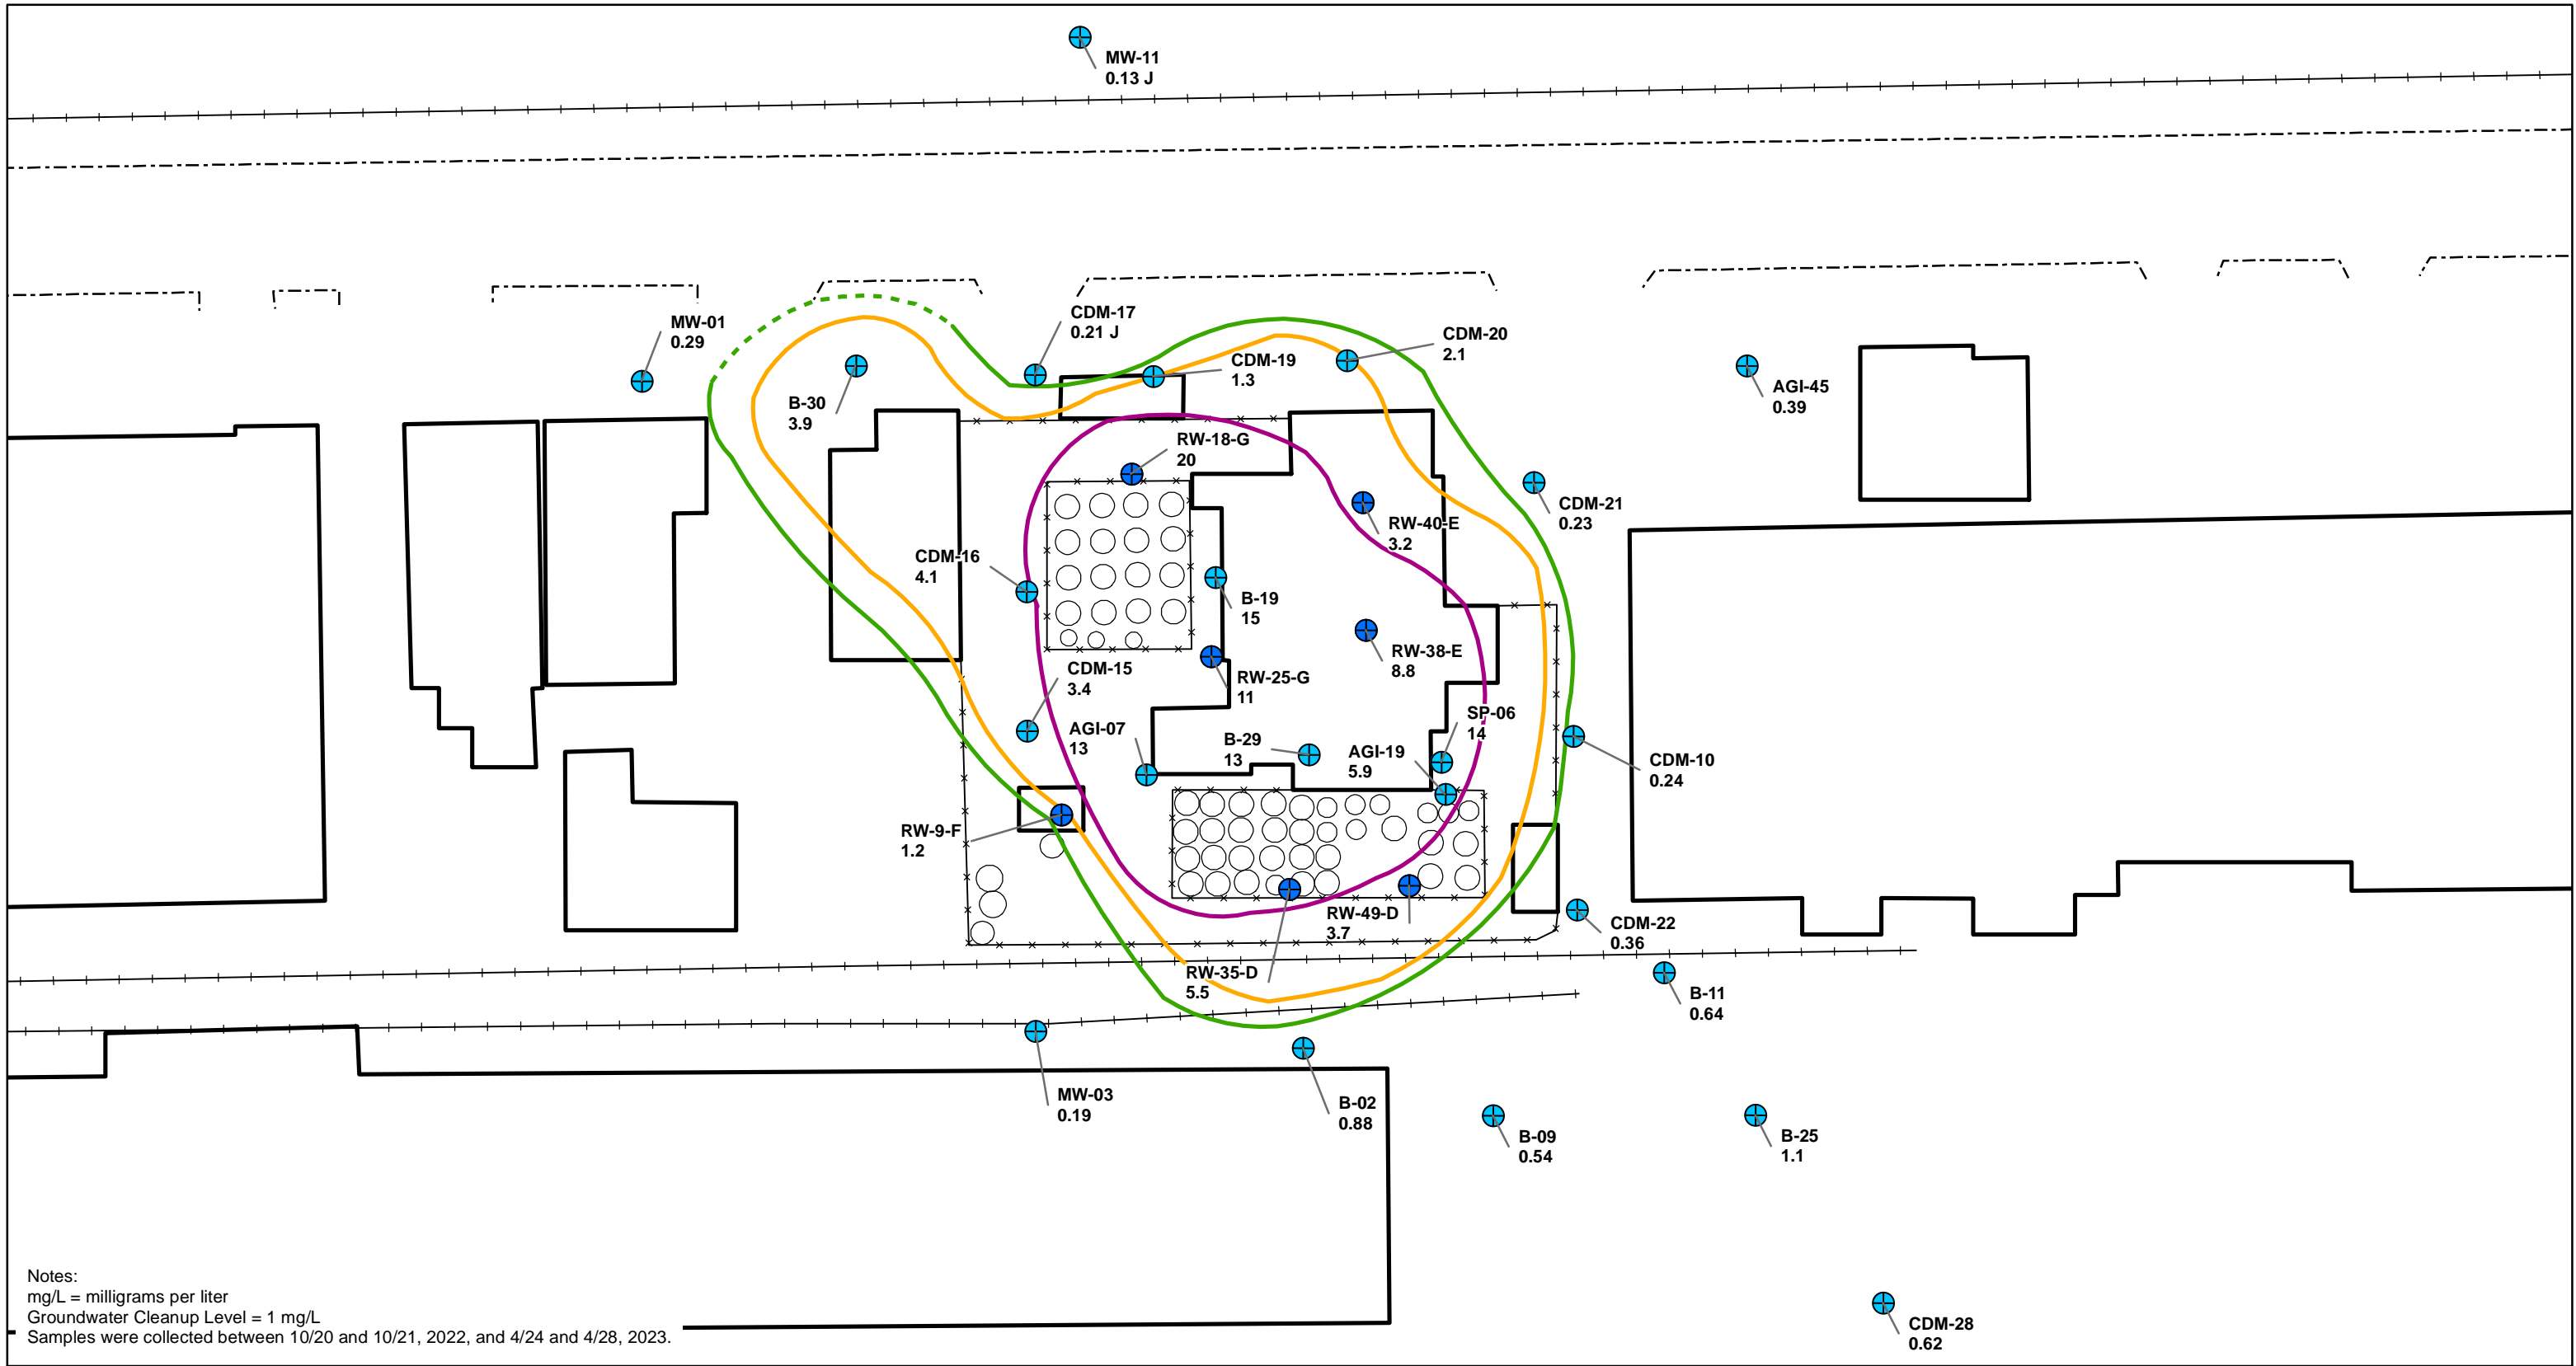 MW-11
0.13 J
MW-01
0.29
CDM-17
0.21 J
CDM-20
2.1
CDM-19
1.3
B-30
3.9
AGI-45
0.39
RW-18-G
20
CDM-21
0.23
RW-40-E
3.2
CDM-16
4.1
B-19
15
RW-38-E
8.8
CDM-15
3.4
RW-25-G
11
SP-06
14
AGI-07
13
B-29
13
AGI-19
5.9
CDM-10
0.24
RW-9-F
1.2
RW-49-D
3.7
CDM-22
0.36
RW-35-D
5.5
B-11
0.64
MW-03
0.19
B-02
0.88
B-09
0.54
B-25
1.1
Notes:
mg/L = milligrams per liter
Groundwater Cleanup Level = 1 mg/L
Samples were collected between 10/20 and 10/21, 2022, and 4/24 and 4/28, 2023.
CDM-28
0.62